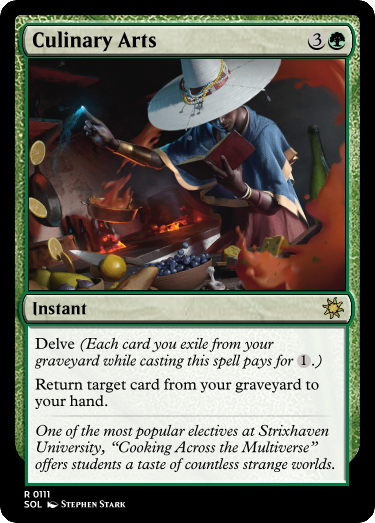 Culinary Arts 3
Instant
Delve (Each card you exile from your
graveyard while casting this spell pays for 1.)
Return target card from your graveyard to
your hand.
One of the most popular electives at Strixhaven
University, “Cooking Across the Multiverse”
offers students a taste of countless strange worlds.
R 0111
SOL Stephen Stark